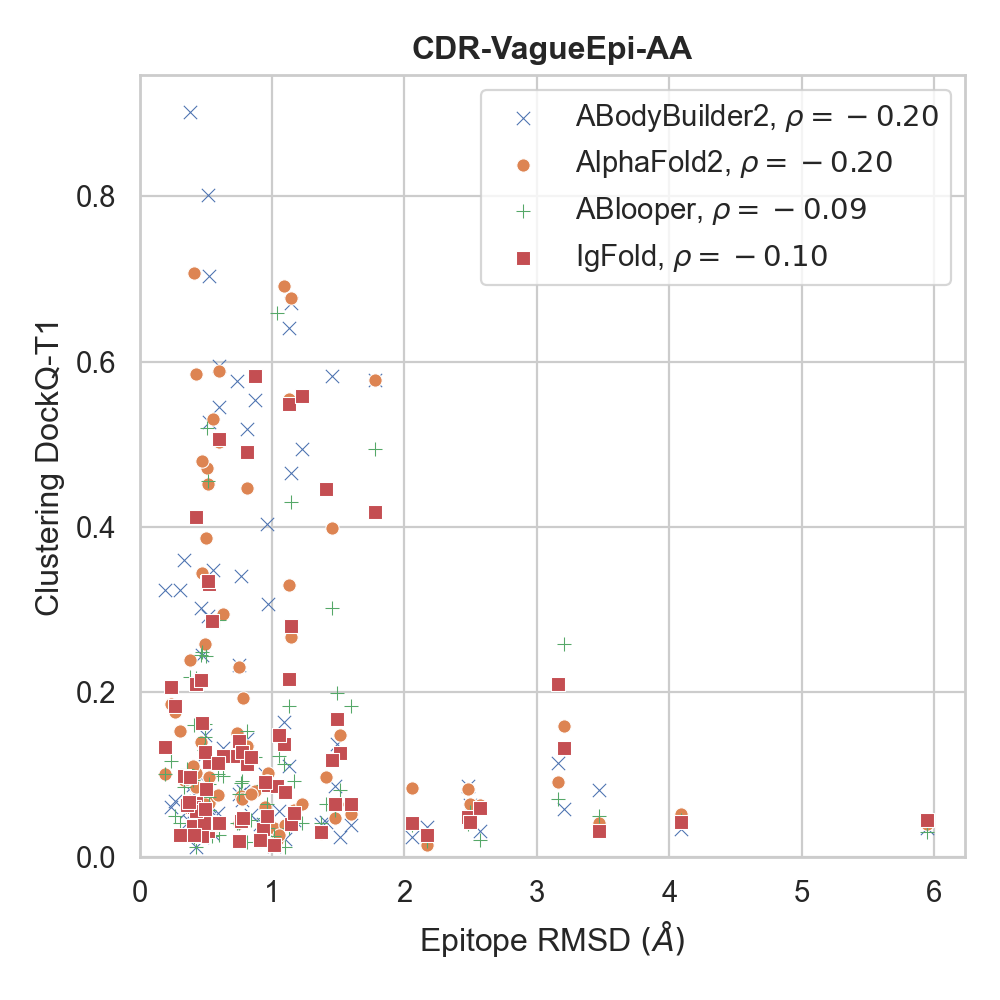 CDR-VagueEpi-AA
ABodyBuilder2, ρ = −0.20
AlphaFold2, ρ = −0.20
ABlooper, ρ = −0.09
IgFold, ρ = −0.10
Clustering DockQ-T1
0.8
0.6
0.4
0.2
0.0
0 1 2 3 4 5 6
Epitope RMSD (Å)